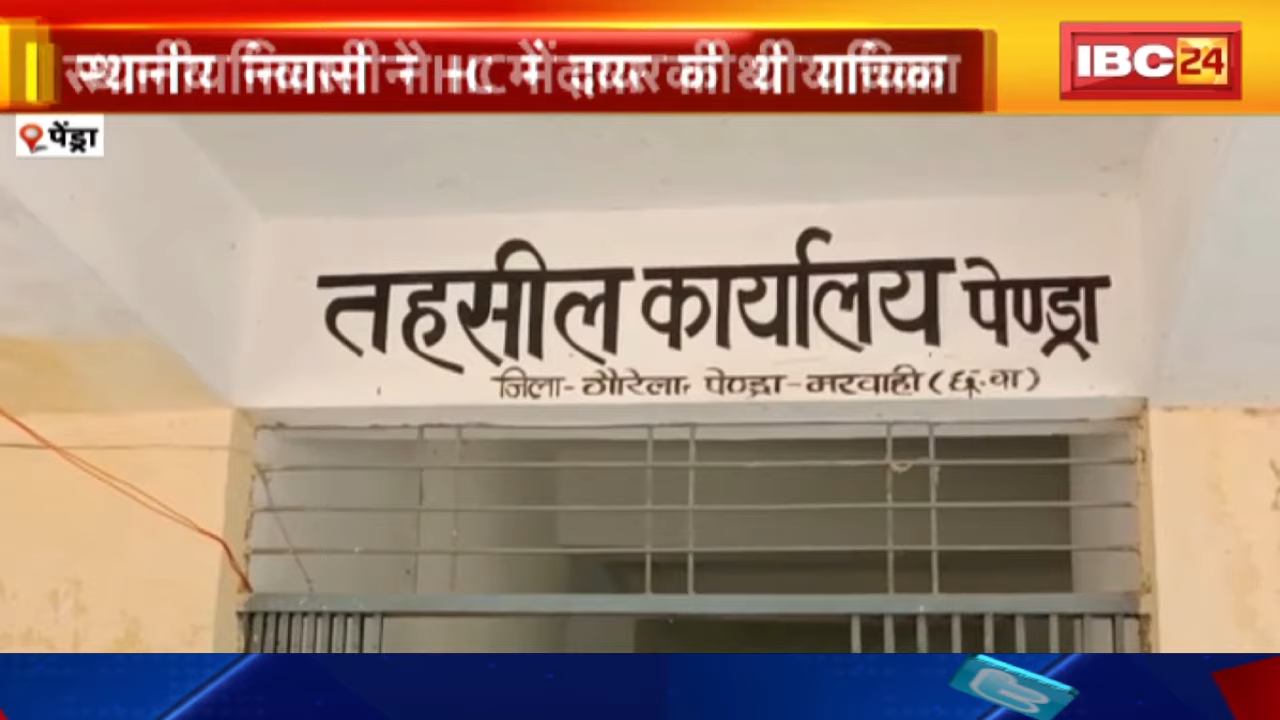 स्थानीय निवासी ने HC में दायर की थी याचिका
IBC24
पेंड्रा
तहसील कार्यालय पेण्ड्रा
जिला- गौरेला, पेण्ड्रा-मरवाही (छ.ग)